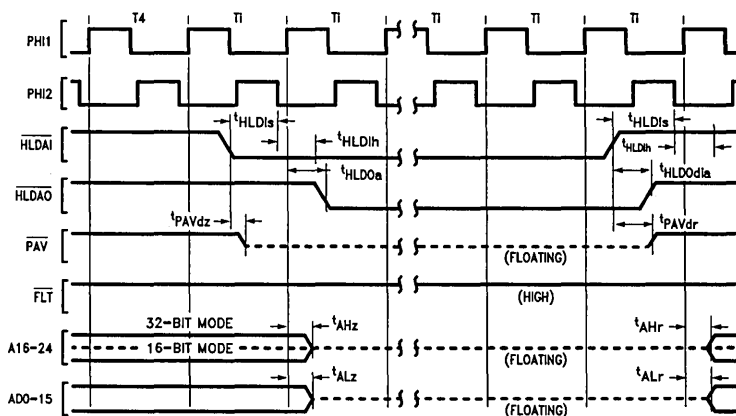 T4 Ti Ti Ti Ti Ti
PHI1
PHI2
tHLDIs tHLDIs
HLDAI tHLDIh tHLDIh
tHLDOa tHLDOdia
HLDAO
tPAVdz tPAVdr
PAV
(FLOATING)
FLT
(HIGH)
32-BIT MODE tAHz tAHr
A16-24 16-BIT MODE
(FLOATING)
tALz tALr
AD0-15
(FLOATING)